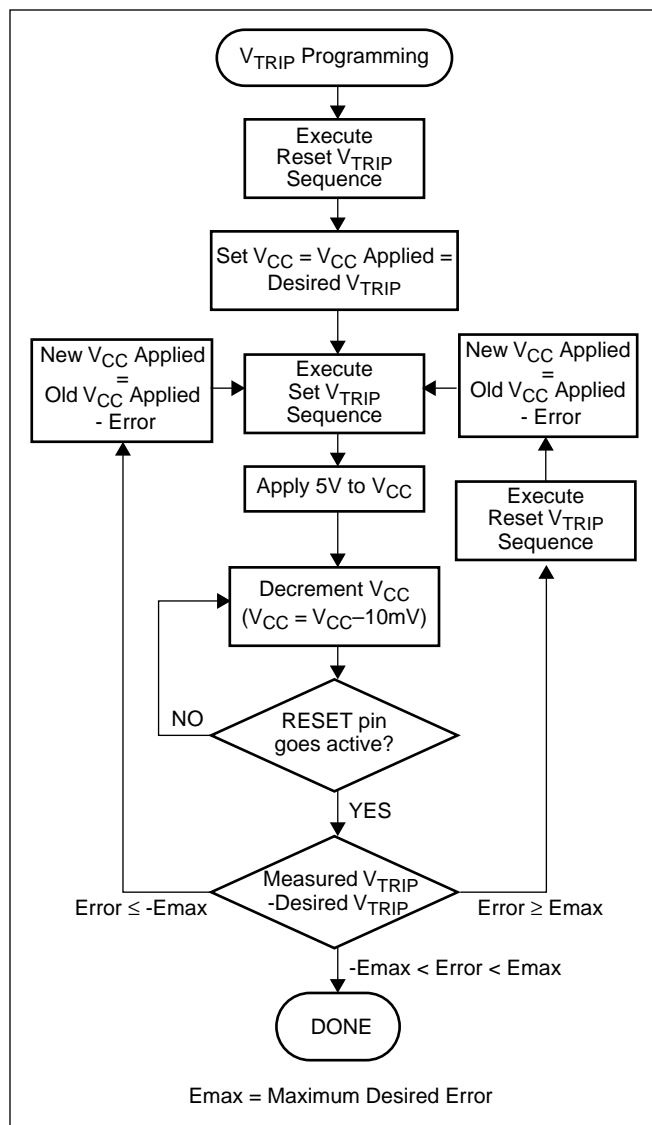 VTRIP Programming
Execute
Reset VTRIP
Sequence
Set VCC = VCC Applied =
Desired VTRIP
New VCC Applied
=
Old VCC Applied
- Error
Execute
Set VTRIP
Sequence
New VCC Applied
=
Old VCC Applied
- Error
Apply 5V to VCC
Execute
Reset VTRIP
Sequence
Decrement VCC
(VCC = VCC–10mV)
NO
RESET pin
goes active?
YES
Measured VTRIP
-Desired VTRIP
Error ≤ -Emax
Error ≥ Emax
-Emax < Error < Emax
DONE
Emax = Maximum Desired Error